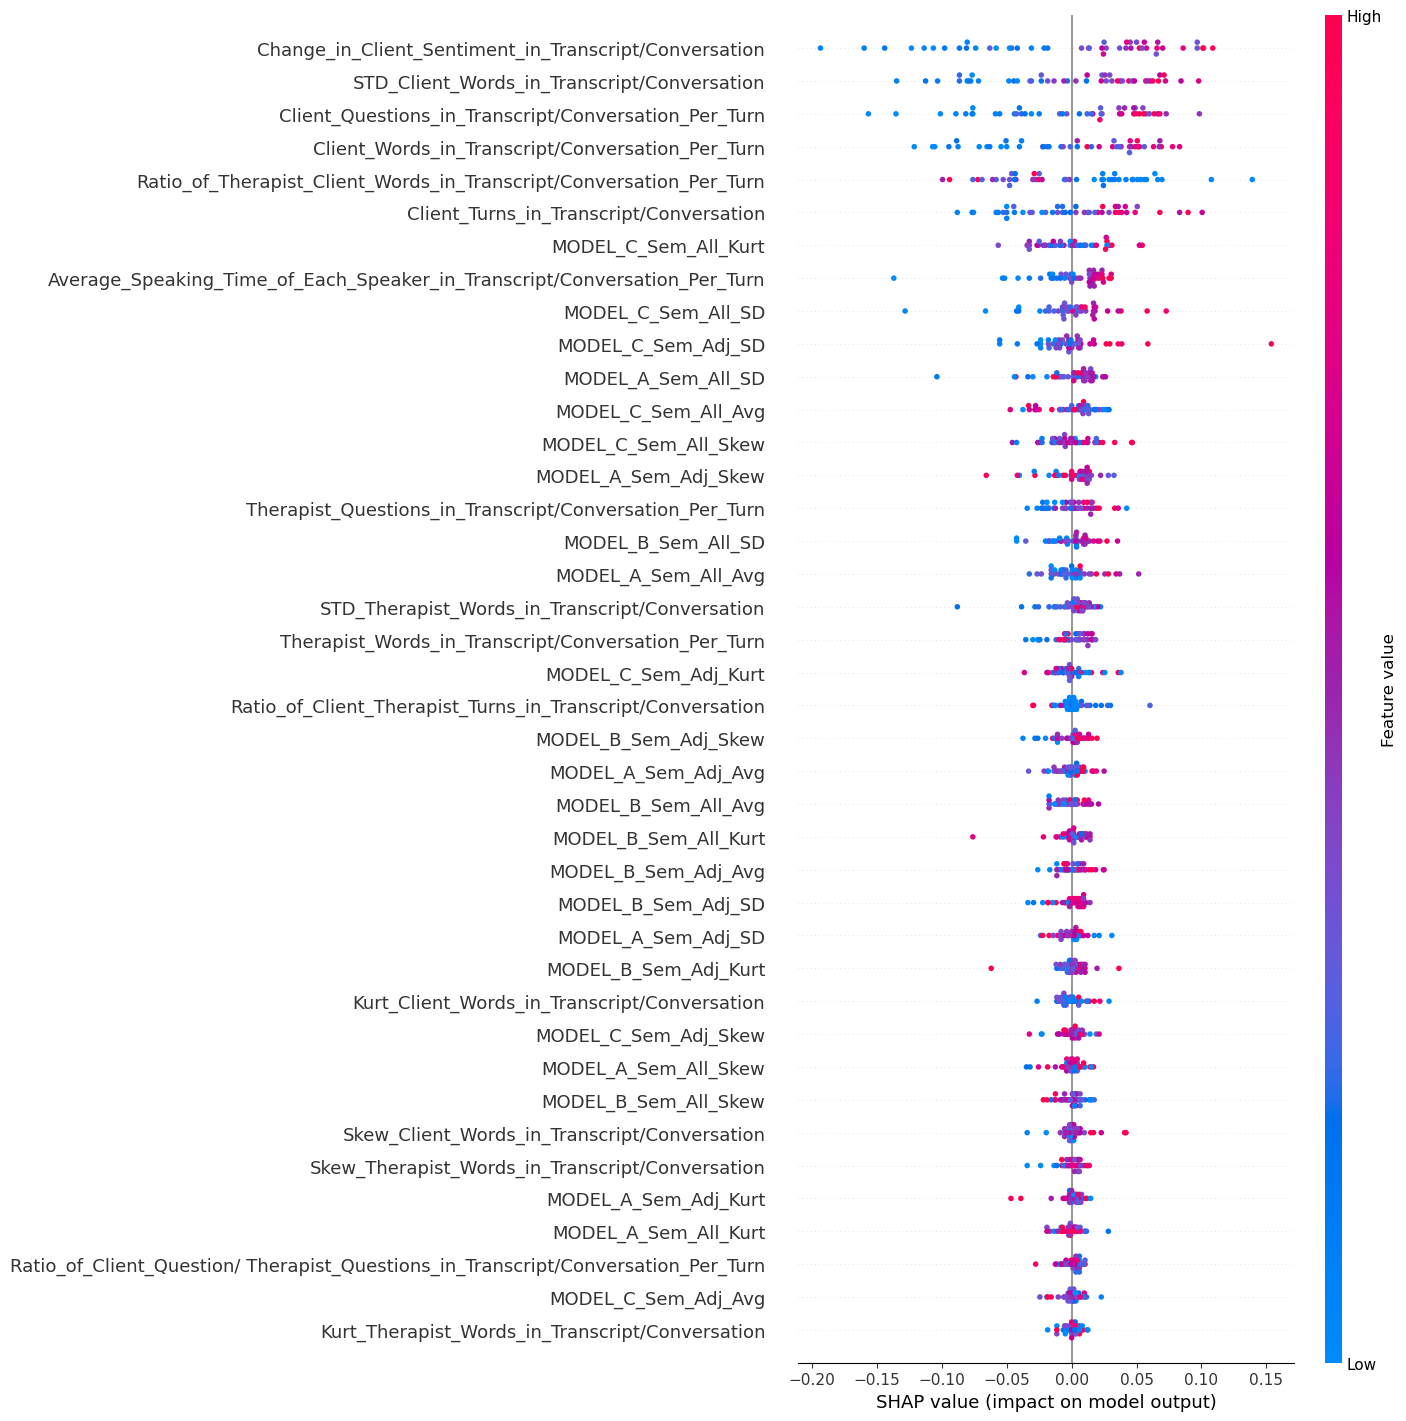 High
Change_in_Client_Sentiment_in_Transcript/Conversation
STD_Client_Words_in_Transcript/Conversation
Client_Questions_in_Transcript/Conversation_Per_Turn
Client_Words_in_Transcript/Conversation_Per_Turn
Ratio_of_Therapist_Client_Words_in_Transcript/Conversation_Per_Turn
Client_Turns_in_Transcript/Conversation
MODEL_C_Sem_All_Kurt
Average_Speaking_Time_of_Each_Speaker_in_Transcript/Conversation_Per_Turn
MODEL_C_Sem_All_SD
MODEL_C_Sem_Adj_SD
MODEL_A_Sem_All_SD
MODEL_C_Sem_All_Avg
MODEL_C_Sem_All_Skew
MODEL_A_Sem_Adj_Skew
Therapist_Questions_in_Transcript/Conversation_Per_Turn
MODEL_B_Sem_All_SD
MODEL_A_Sem_All_Avg
STD_Therapist_Words_in_Transcript/Conversation
Therapist_Words_in_Transcript/Conversation_Per_Turn
MODEL_C_Sem_Adj_Kurt
Ratio_of_Client_Therapist_Turns_in_Transcript/Conversation
MODEL_B_Sem_Adj_Skew
MODEL_A_Sem_Adj_Avg
MODEL_B_Sem_All_Avg
MODEL_B_Sem_All_Kurt
MODEL_B_Sem_Adj_Avg
MODEL_B_Sem_Adj_SD
MODEL_A_Sem_Adj_SD
MODEL_B_Sem_Adj_Kurt
Kurt_Client_Words_in_Transcript/Conversation
MODEL_C_Sem_Adj_Skew
MODEL_A_Sem_All_Skew
MODEL_B_Sem_All_Skew
Skew_Client_Words_in_Transcript/Conversation
Skew_Therapist_Words_in_Transcript/Conversation
MODEL_A_Sem_Adj_Kurt
MODEL_A_Sem_All_Kurt
Ratio_of_Client_Question/ Therapist_Questions_in_Transcript/Conversation_Per_Turn
MODEL_C_Sem_Adj_Avg
Kurt_Therapist_Words_in_Transcript/Conversation
Feature value
Low
−0.20 −0.15 −0.10 −0.05 0.00 0.05 0.10 0.15
SHAP value (impact on model output)